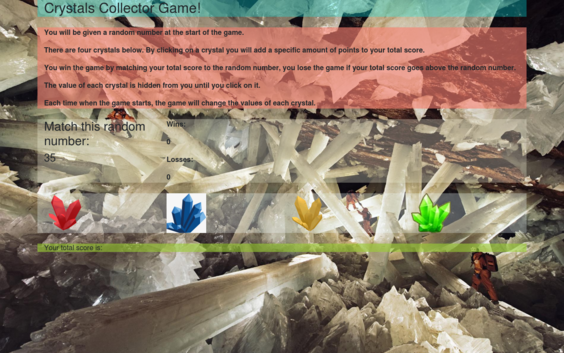 Crystals Collector Game!
You will be given a random number at the start of the game.
There are four crystals below. By clicking on a crystal you will add a specific amount of points to your total score.
You win the game by matching your total score to the random number, you lose the game if your total score goes above the random number.
The value of each crystal is hidden from you until you click on it.
Each time when the game starts, the game will change the values of each crystal.
Match this random
number:
35
Wins:
0
Losses:
0
Your total score is: